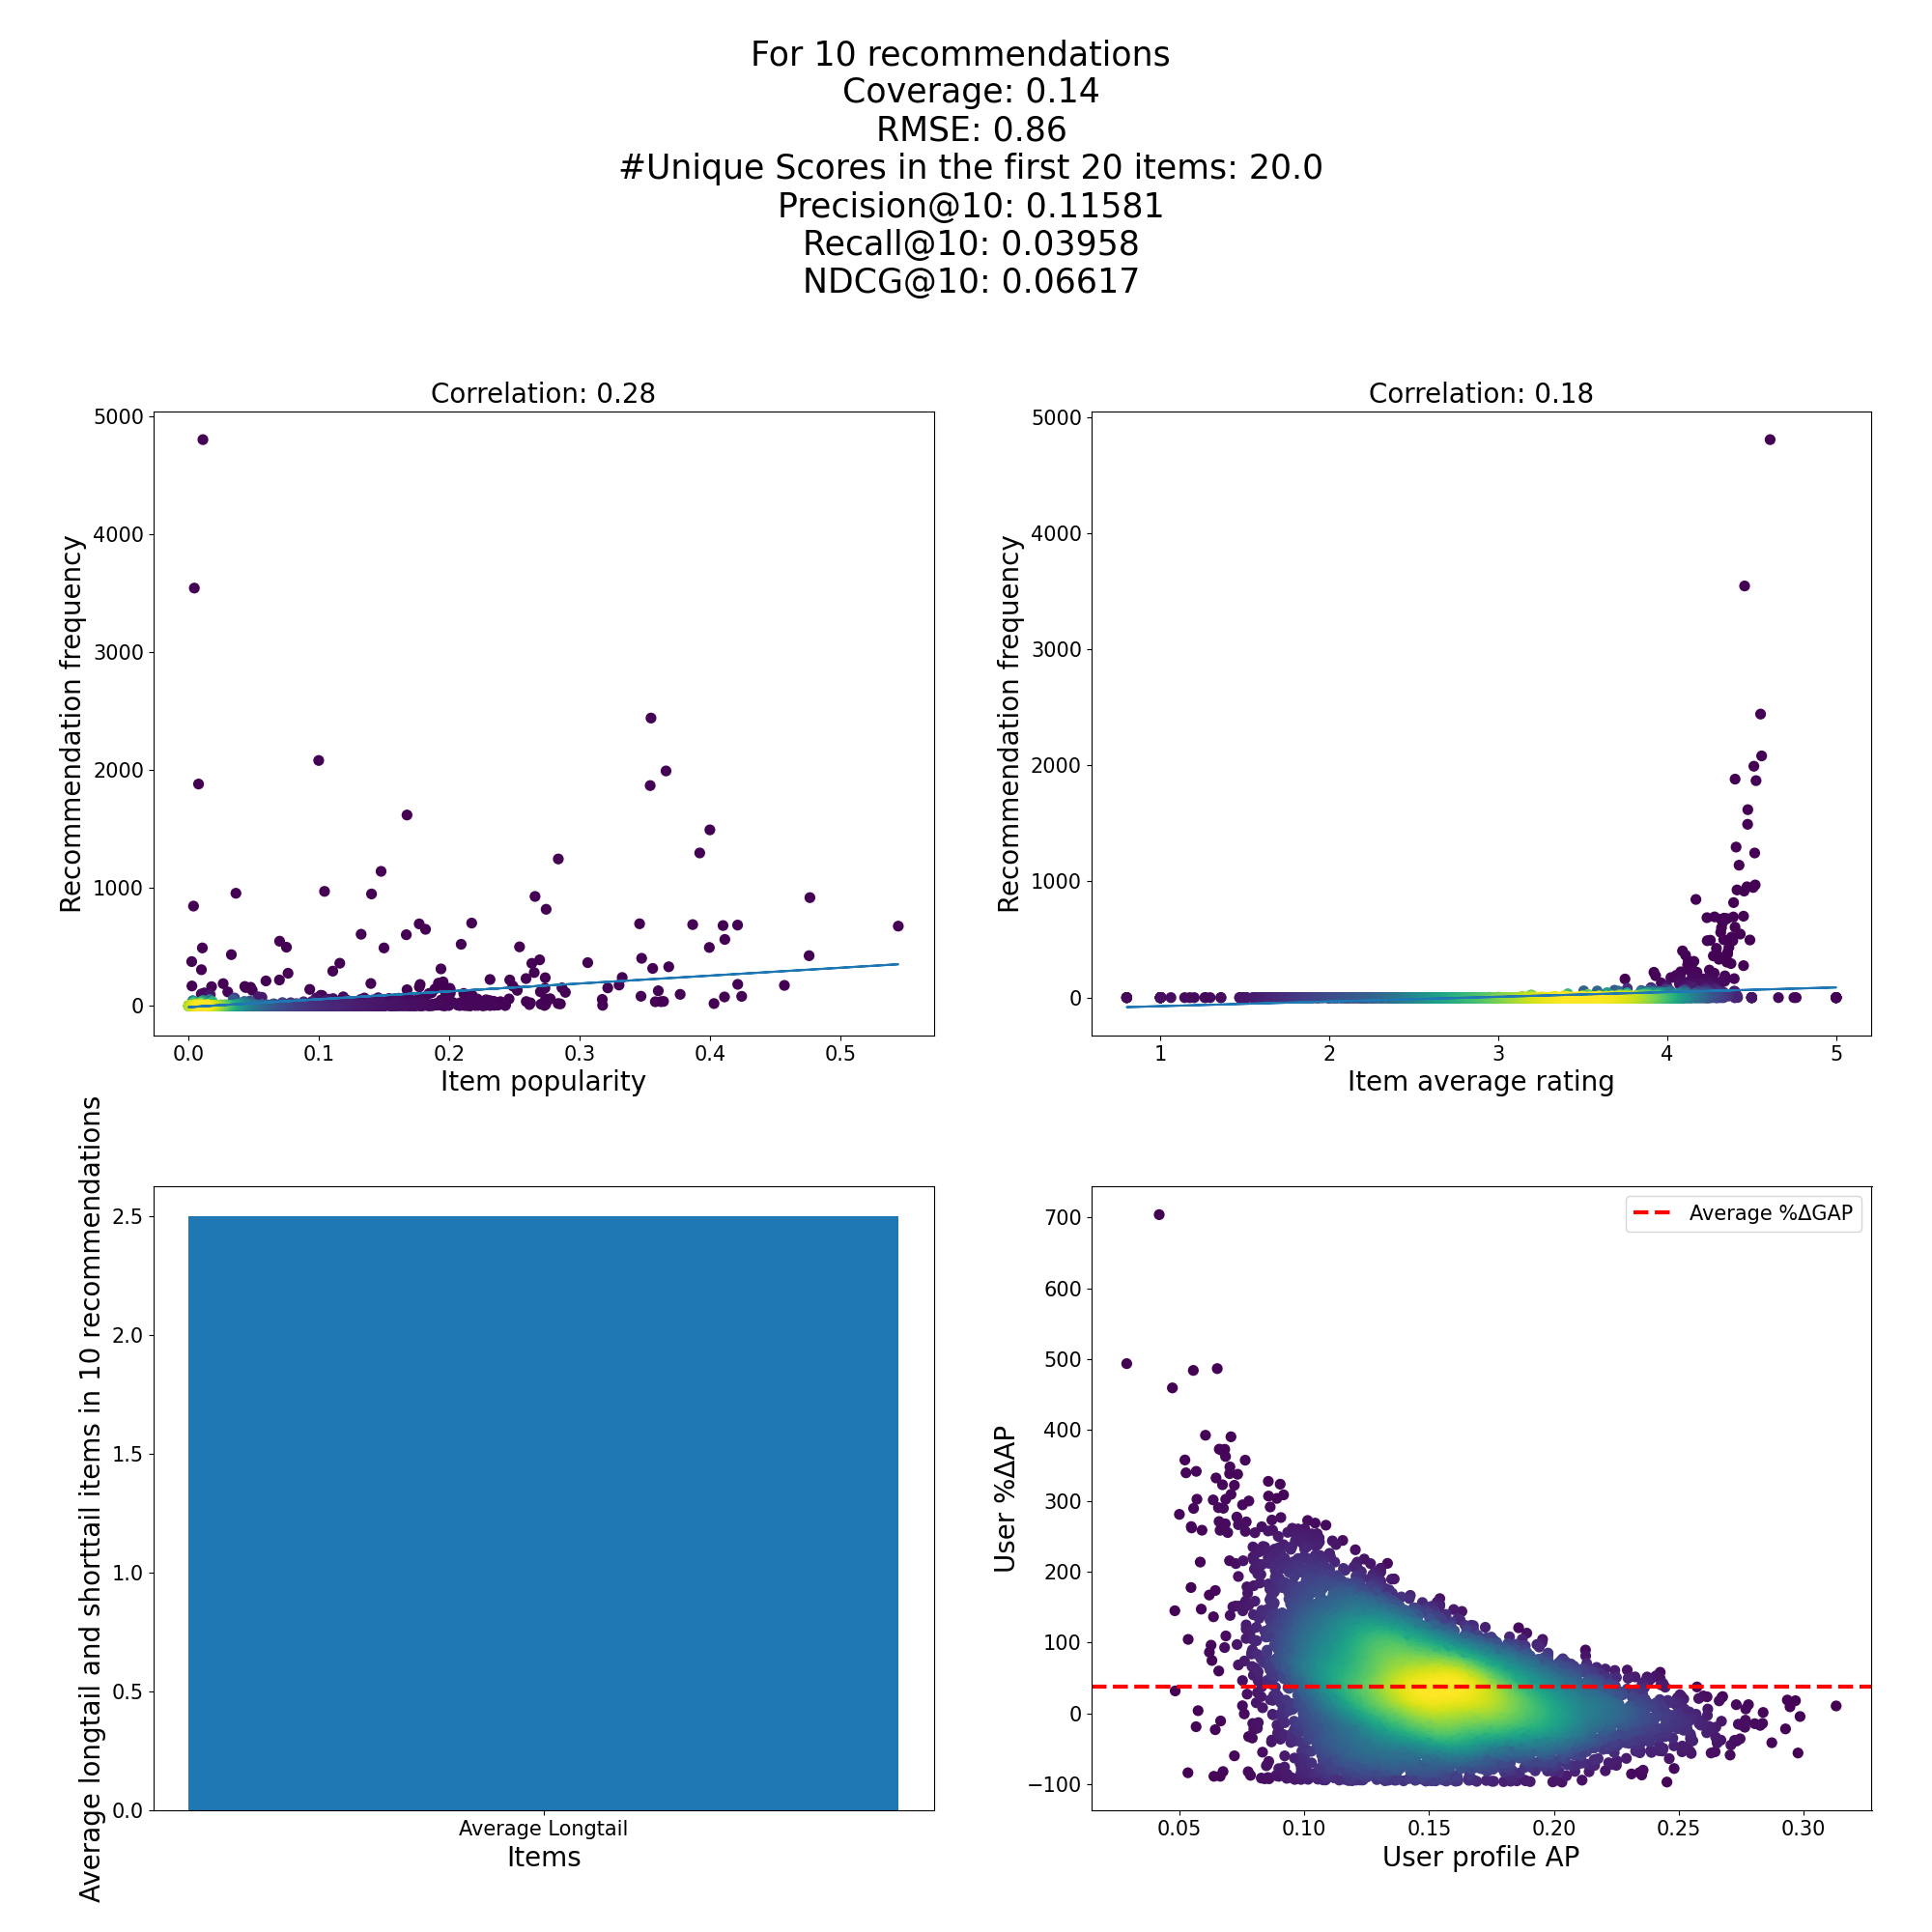 For 10 recommendations
Coverage: 0.14
RMSE: 0.86
#Unique Scores in the first 20 items: 20.0
Precision@10: 0.11581
Recall@10: 0.03958
NDCG@10: 0.06617
Correlation: 0.28
5000
4000
3000
2000
1000
0
Recommendation frequency
0.0 0.1 0.2 0.3 0.4 0.5
Item popularity
Correlation: 0.18
5000
4000
3000
2000
1000
0
Recommendation frequency
1 2 3 4 5
Item average rating
2.5
2.0
1.5
1.0
0.5
0.0
Average longtail and shorttail items in 10 recommendations
Average Longtail
Items
Average %ΔGAP
700
600
500
400
300
200
100
0
−100
User %ΔAP
0.05 0.10 0.15 0.20 0.25 0.30
User profile AP